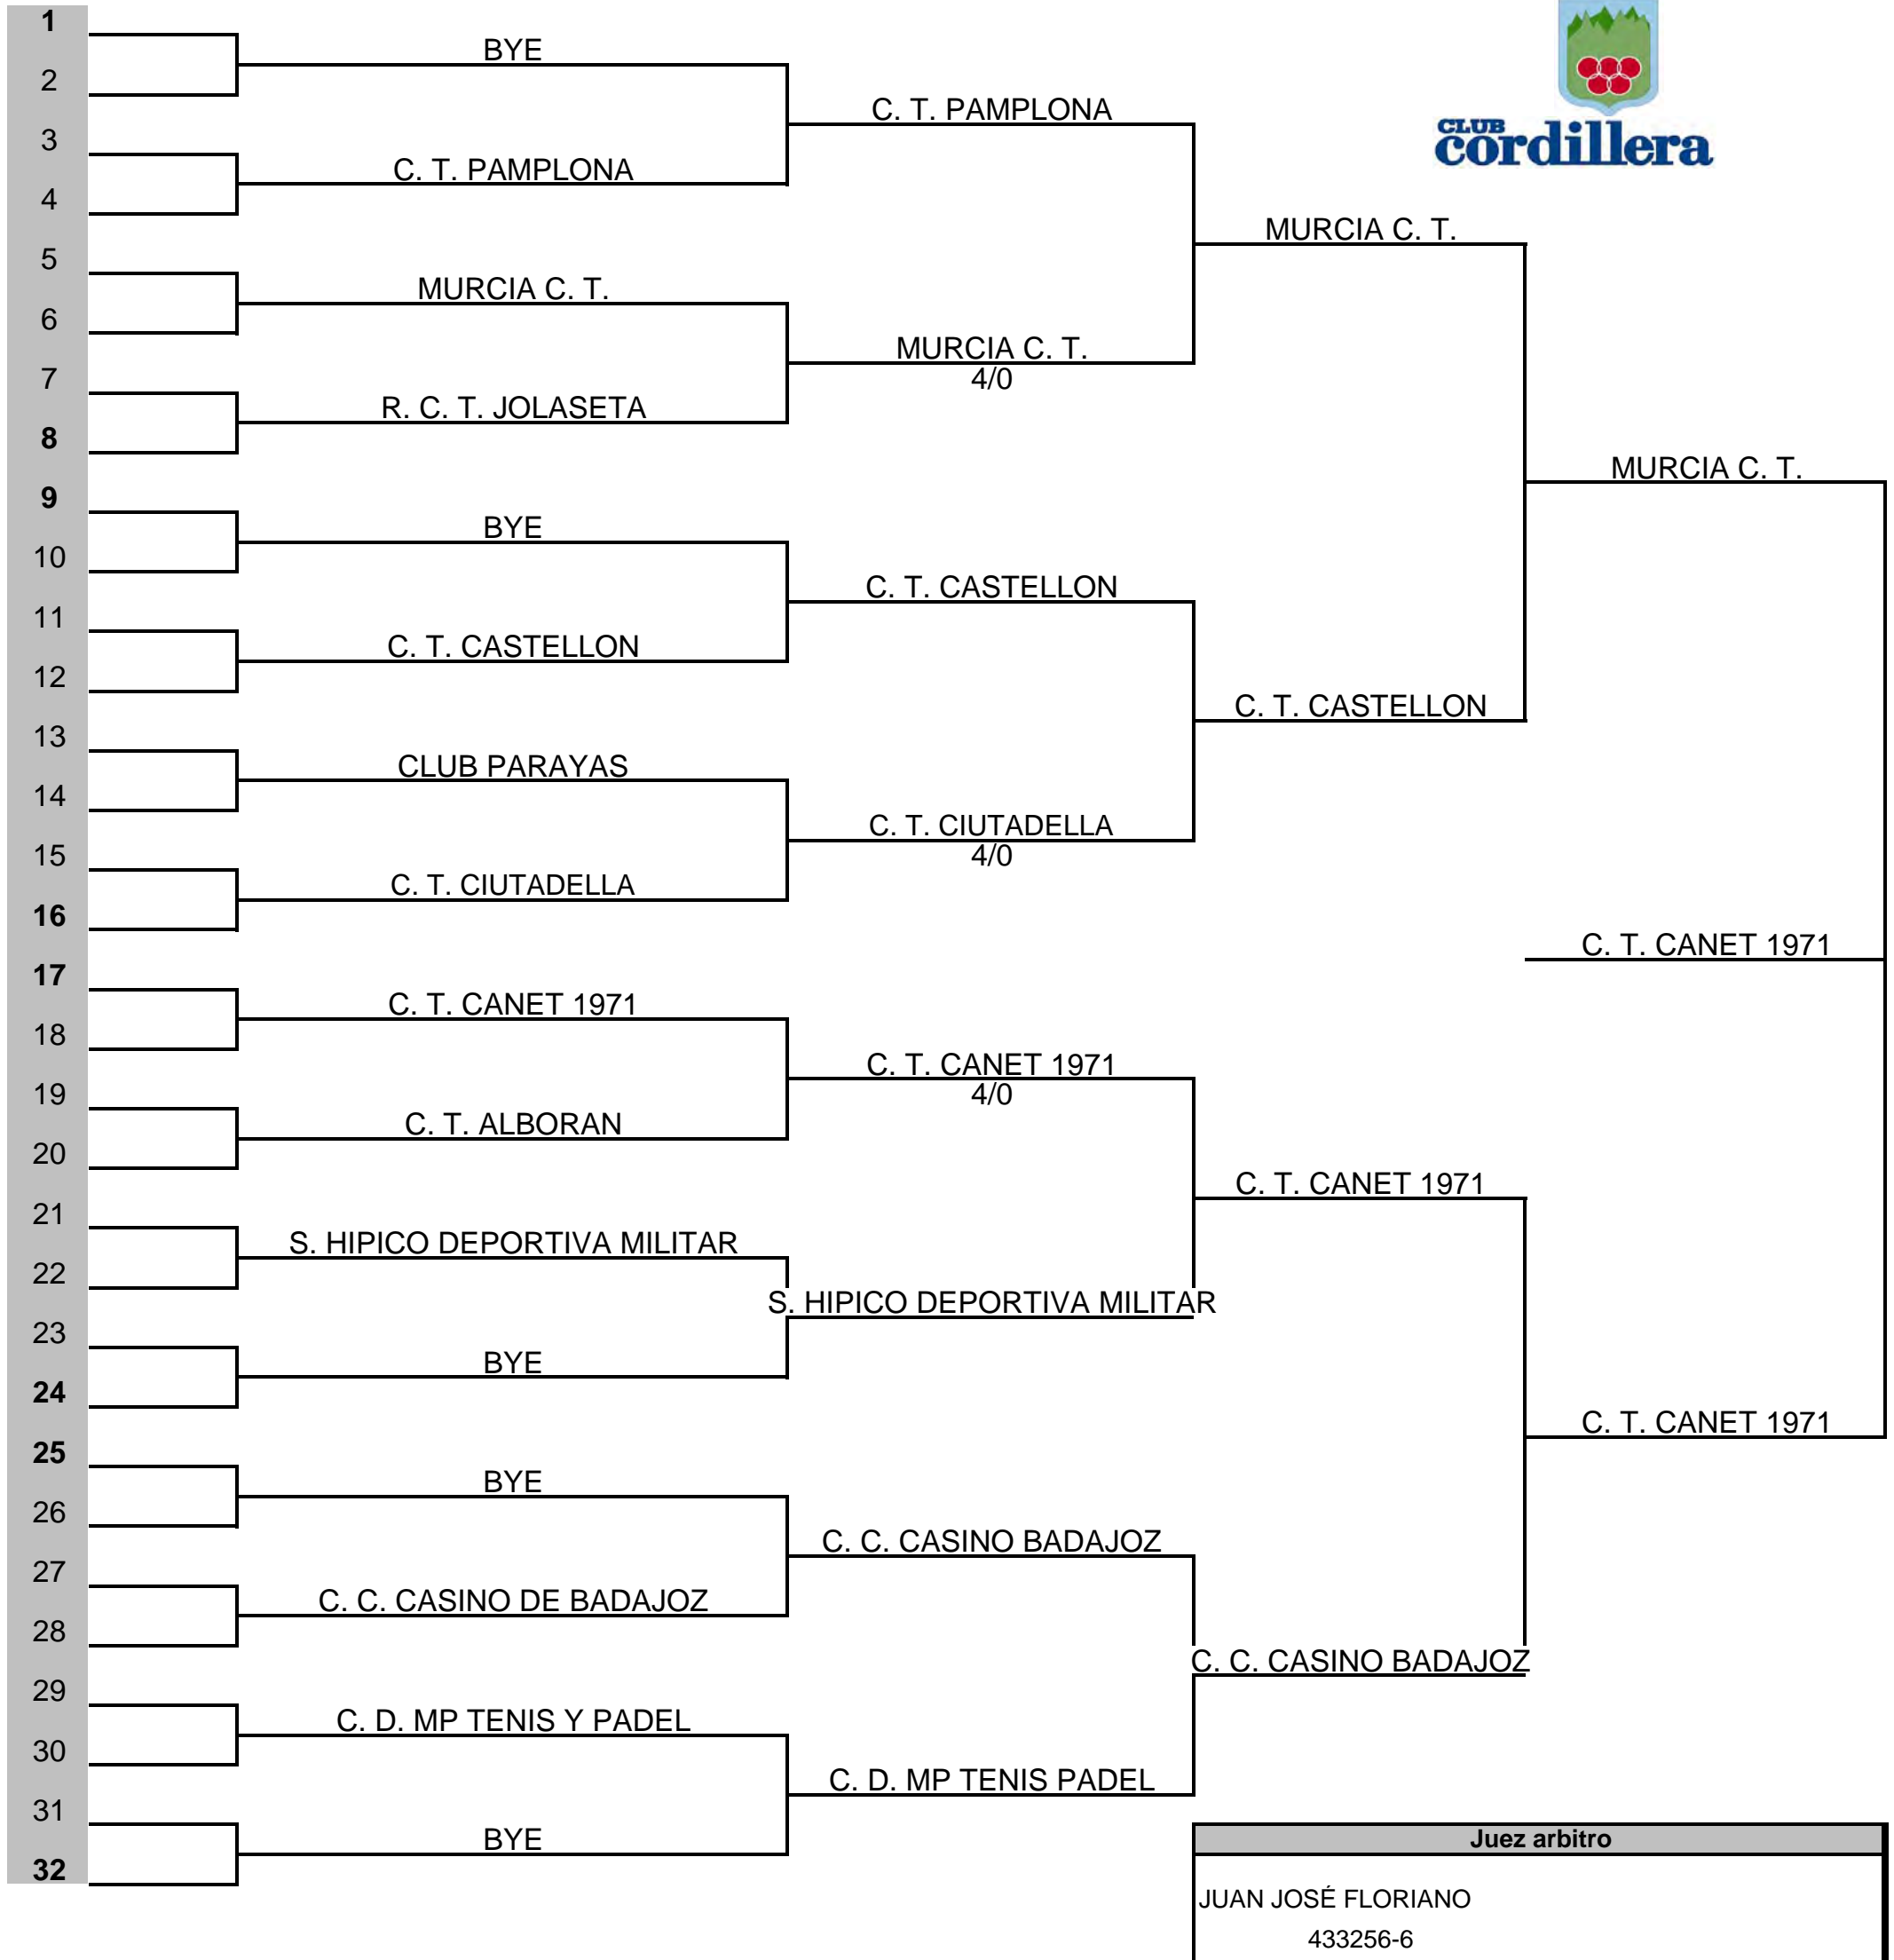 1
BYE
2
C. T. PAMPLONA
CLUB
cordillera
3
C. T. PAMPLONA
4
MURCIA C. T.
5
MURCIA C. T.
6
MURCIA C. T.
7
4/0
R. C. T. JOLASETA
8
MURCIA C. T.
9
BYE
10
C. T. CASTELLON
11
C. T. CASTELLON
12
C. T. CASTELLON
13
CLUB PARAYAS
14
C. T. CIUTADELLA
15
4/0
C. T. CIUTADELLA
16
C. T. CANET 1971
17
C. T. CANET 1971
18
C. T. CANET 1971
19
4/0
C. T. ALBORAN
20
C. T. CANET 1971
21
S. HIPICO DEPORTIVA MILITAR
22
S. HIPICO DEPORTIVA MILITAR
23
BYE
24
C. T. CANET 1971
25
BYE
26
C. C. CASINO BADAJOZ
27
C. C. CASINO DE BADAJOZ
28
C. C. CASINO BADAJOZ
29
C. D. MP TENIS Y PADEL
30
C. D. MP TENIS PADEL
31
BYE
Juez arbitro
32
JUAN JOSÉ FLORIANO
433256-6